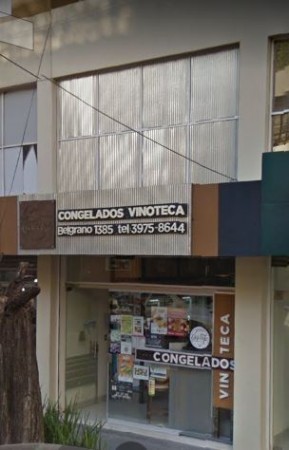 CONGELADOS VINOTECA
Belgrano 1385 tel 3975-8644
CONGELADOS
VINOTECA